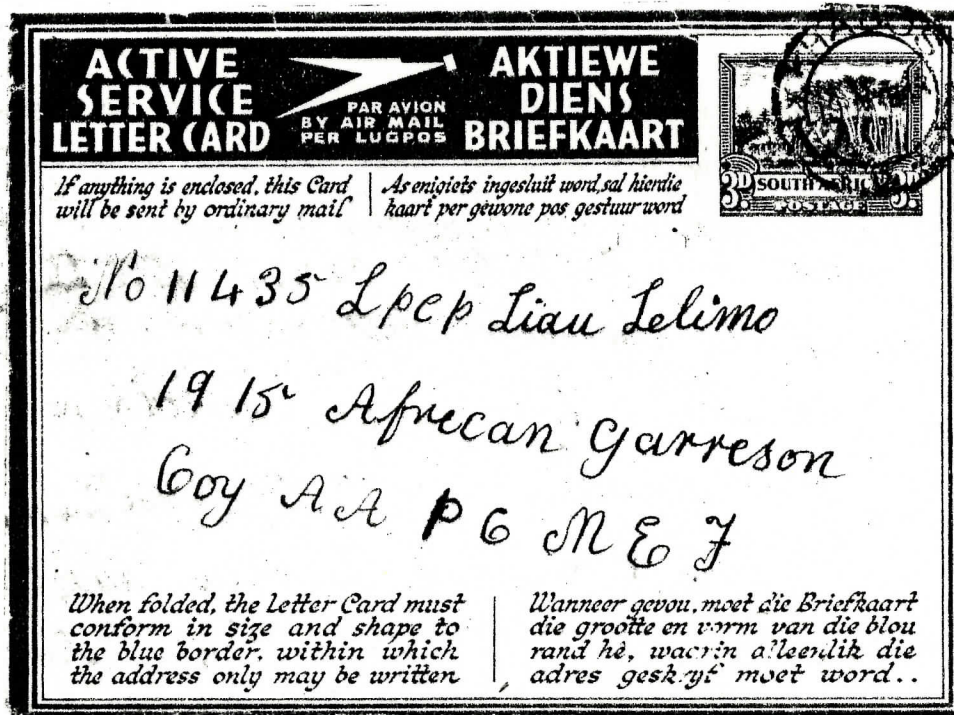 ACTIVE SERVICE LETTER CARD
PAR AVION
BY AIR MAIL
PER LUGPOS
AKTIEWE DIENS BRIEFKAART
If anything is enclosed, this Card
will be sent by ordinary mail
As enigiets ingesluit word, sal hierdie
kaart per gewone pos gestuur word
3D SOUTH AFRICA 3D
POSTAGE
No 11435 Lpcp Liau Lelimo
1915 Afrecan Garreson
Coy A A P C M E F
When folded, the Letter Card must
conform in size and shape to
the blue border, within which
the address only may be written
Wanneer gevou, moet die Briefkaart
die grootte en vorm van die blou
rand hê, waarin alleenlik die
adres geskryf moet word..